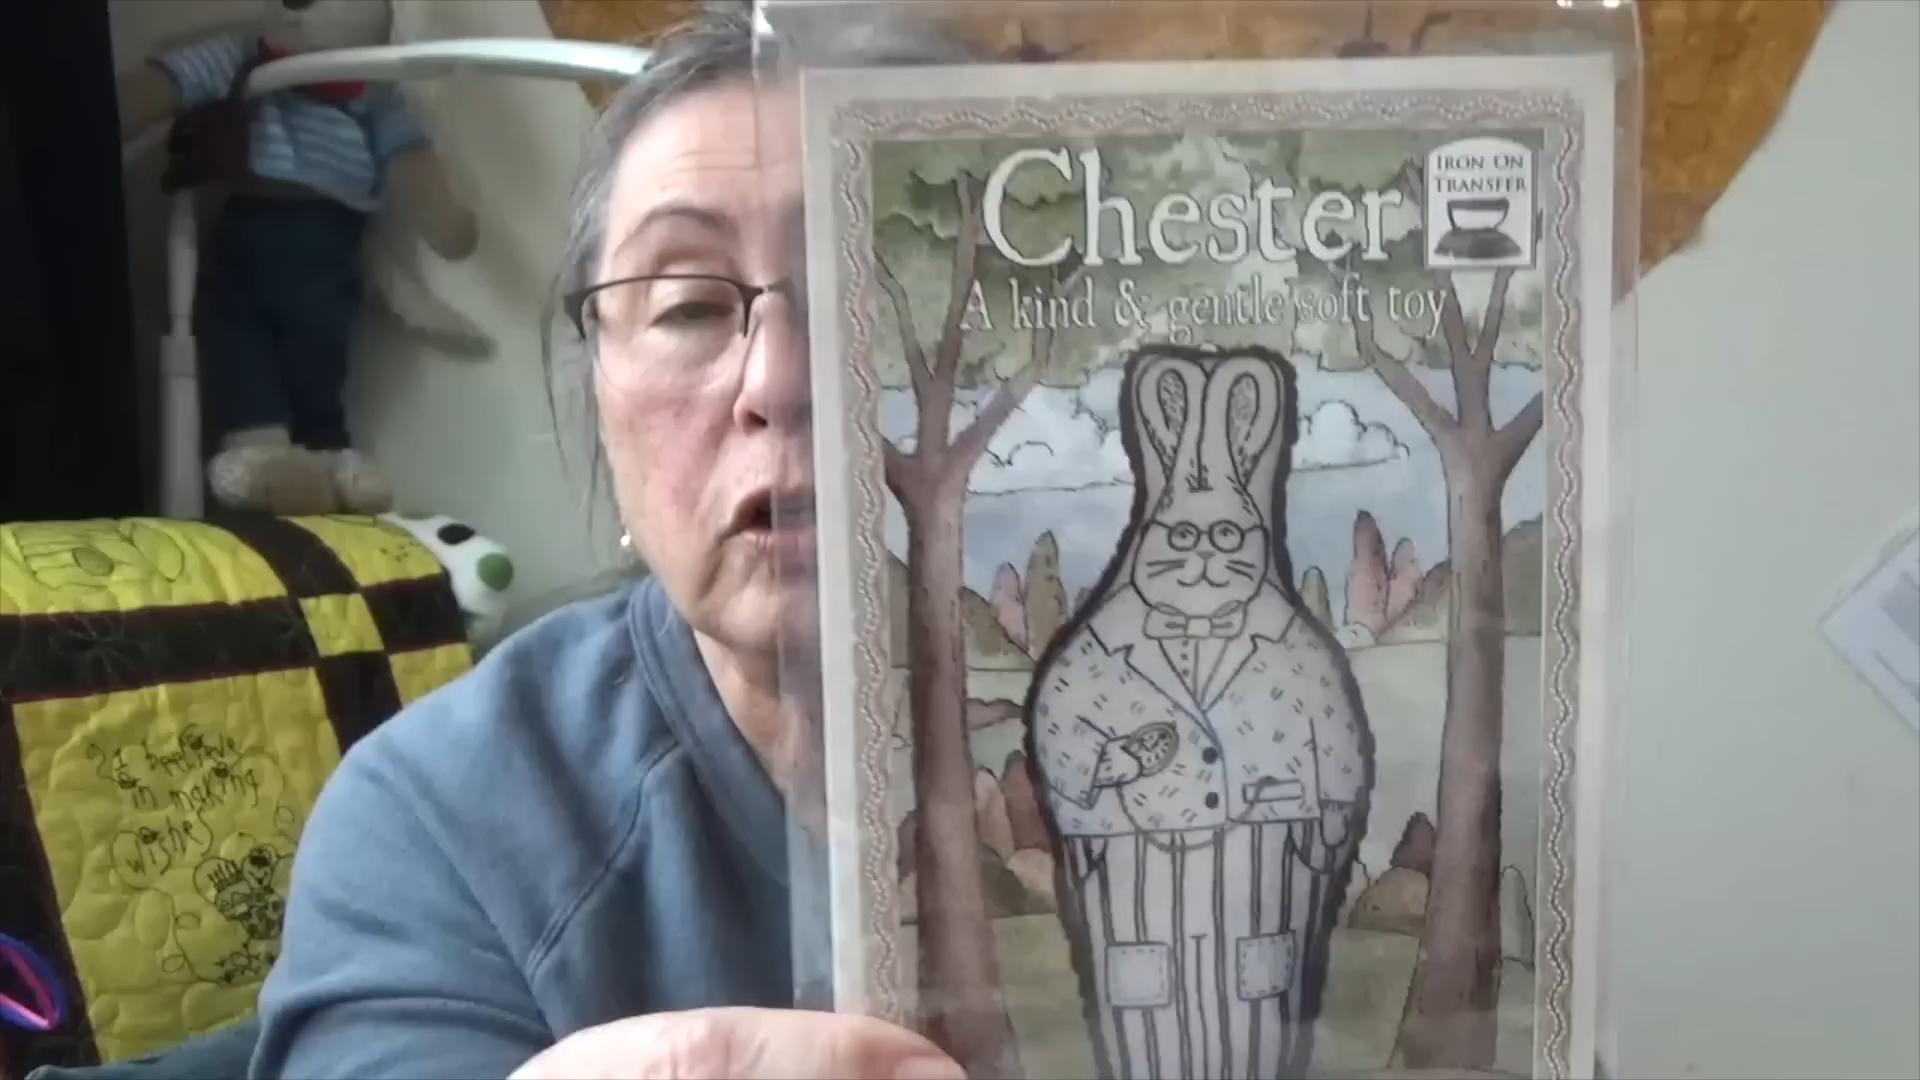 Chester
IRON ON
TRANSFER
A kind & gentle soft toy
I believe
in making
wishes